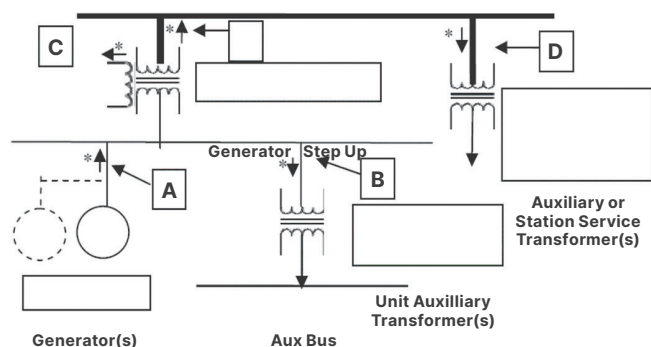 C
D
Generator Step Up
A
B
Auxiliary or
Station Service
Transformer(s)
Unit Auxilliary
Transformer(s)
Generator(s)
Aux Bus